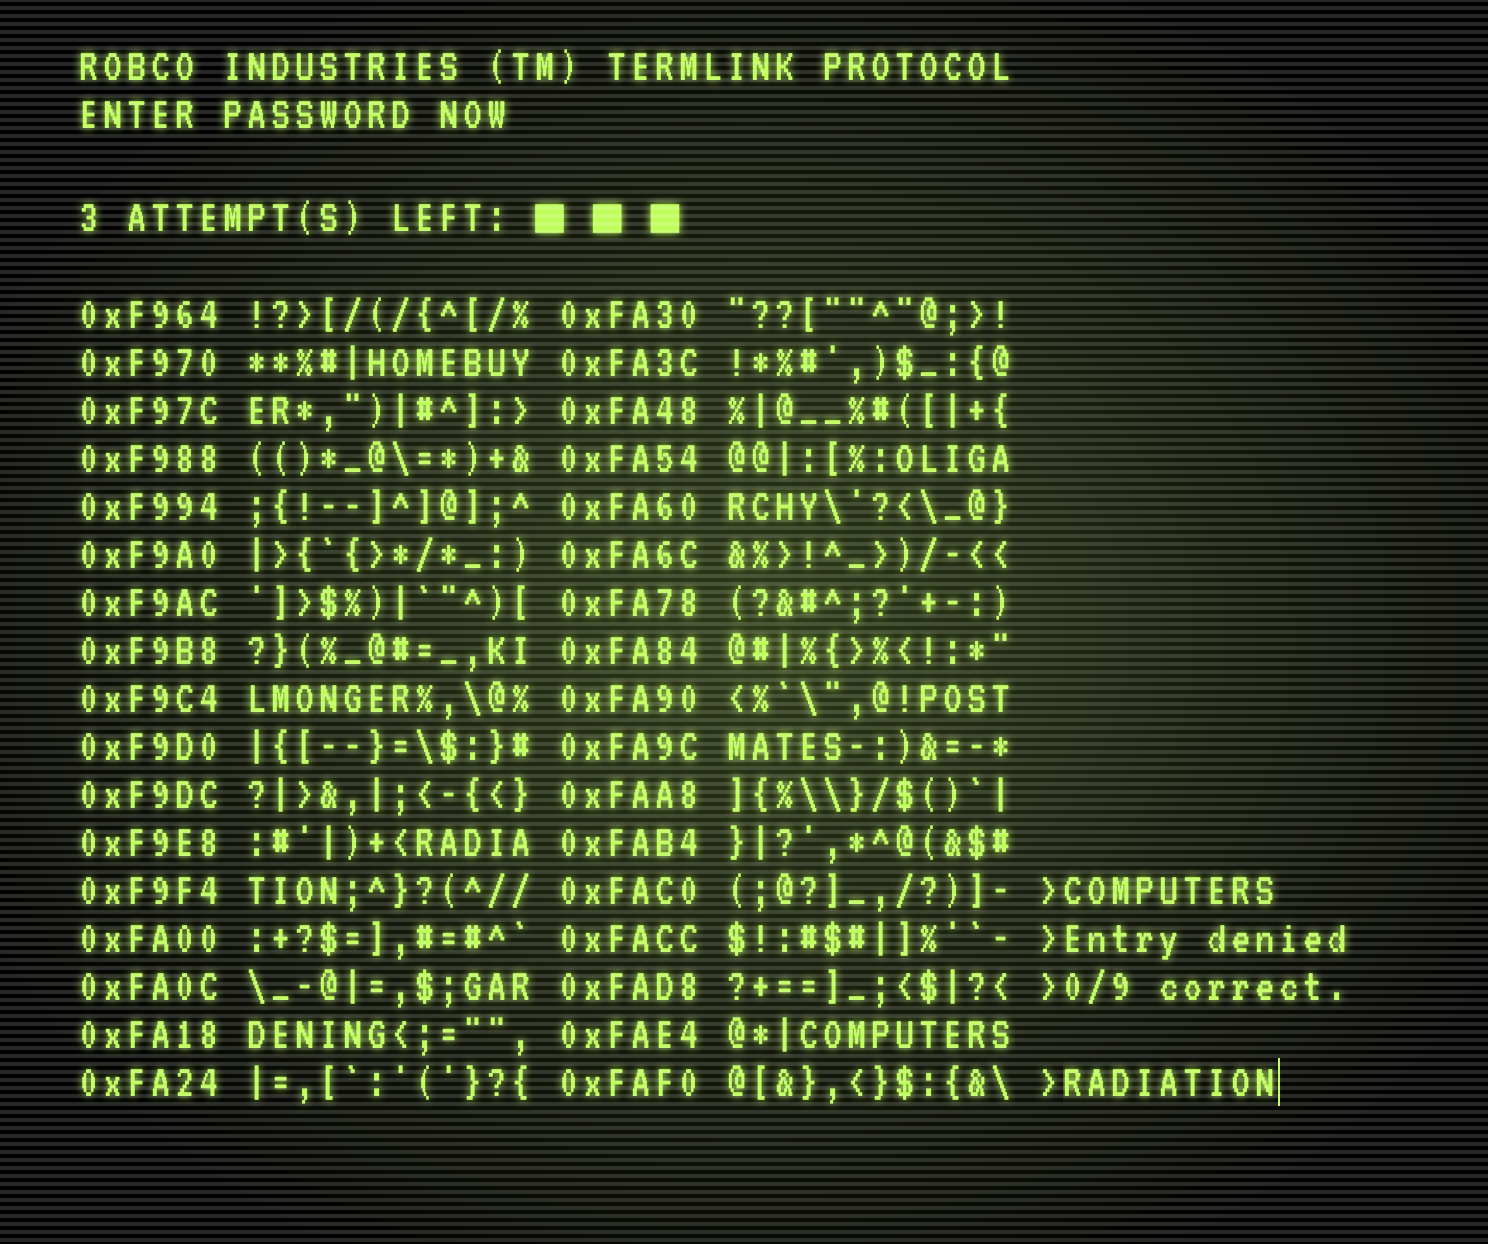 ROBCO INDUSTRIES (TM) TERMLINK PROTOCOL
ENTER PASSWORD NOW
3 ATTEMPT(S) LEFT: ■ ■ ■
0xF964 !?>[/(/{^[/% 0xFA30 "??[""^"@;>!
0xF970 **%#|HOMEBUY 0xFA3C !*%#',)$_:{@
0xF97C ER*,")|#^]:> 0xFA48 %|@__%#([|+{
0xF988 (()*_@\=*)+& 0xFA54 @@|:[%:OLIGA
0xF994 ;{!--]^]@];^ 0xFA60 RCHY\'?<\_@}
0xF9A0 |>{`{>*/*_:) 0xFA6C &%>!^_>)/-<<
0xF9AC ']>$%)|`"^)[ 0xFA78 (?&#^;?'+-:)
0xF9B8 ?}(%_@#=_,KI 0xFA84 @#|%{>%<!:*"
0xF9C4 LMONGER%,\@% 0xFA90 <%`\",@!POST
0xF9D0 |{[--}=\$:}# 0xFA9C MATES-:)&=-*
0xF9DC ?|>&,|;<-{<} 0xFAA8 ]{%\\}/$()`|
0xF9E8 :#'|)+<RADIA 0xFAB4 }|?',*^@(&$#
0xF9F4 TION;^}?(^// 0xFAC0 (;@?]_,/?)]- >COMPUTERS
0xFA00 :+?$=],#=#^` 0xFACC $!:#$#|]%'`- >Entry denied
0xFA0C \_-@|=,$;GAR 0xFAD8 ?+==]_;<$|?< >0/9 correct.
0xFA18 DENING<;="", 0xFAE4 @*|COMPUTERS
0xFA24 |=,[`:'('}?{ 0xFAF0 @[&},<}$:{&\ >RADIATION